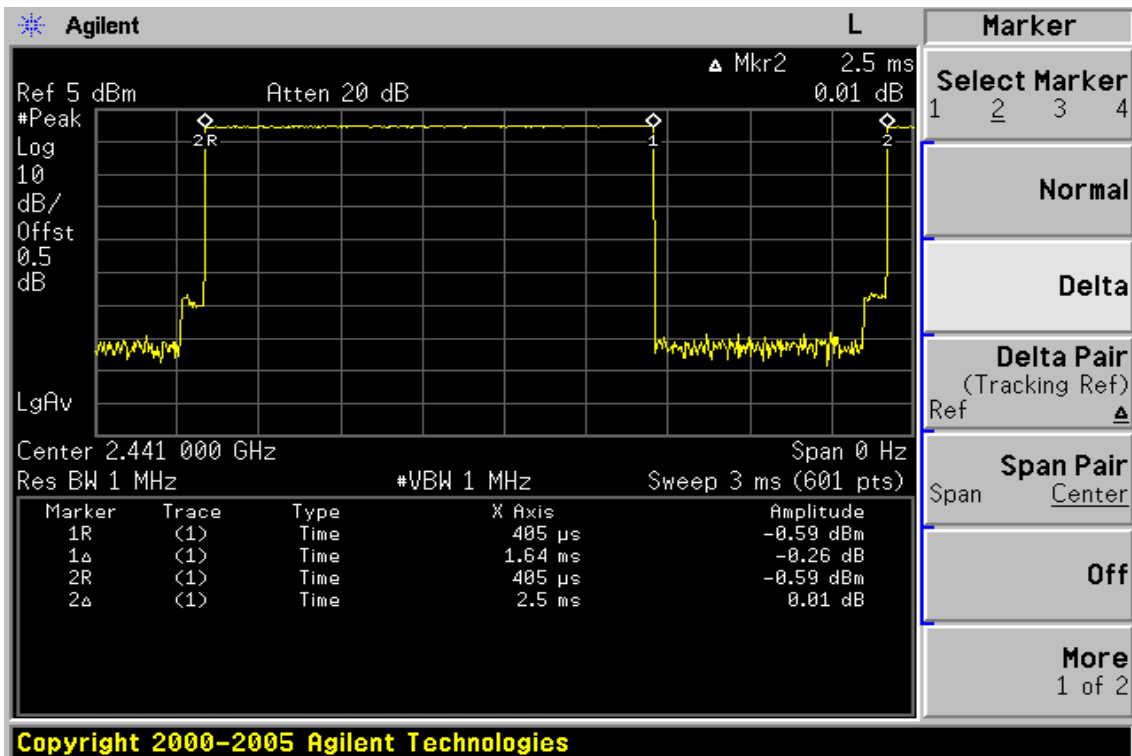 Agilent L
Δ Mkr2 2.5 ms
Ref 5 dBm Atten 20 dB 0.01 dB
#Peak
Log
10
dB/
Offst
0.5
dB
LgAv
2R 1 2
Center 2.441 000 GHz Span 0 Hz
Res BW 1 MHz #VBW 1 MHz Sweep 3 ms (601 pts)
Marker Trace Type X Axis Amplitude
1R (1) Time 405 µs -0.59 dBm
1Δ (1) Time 1.64 ms -0.26 dB
2R (1) Time 405 µs -0.59 dBm
2Δ (1) Time 2.5 ms 0.01 dB
Marker
Select Marker
1 2 3 4
Normal
Delta
Delta Pair
(Tracking Ref)
Ref Δ
Span Pair
Span Center
Off
More
1 of 2
Copyright 2000-2005 Agilent Technologies